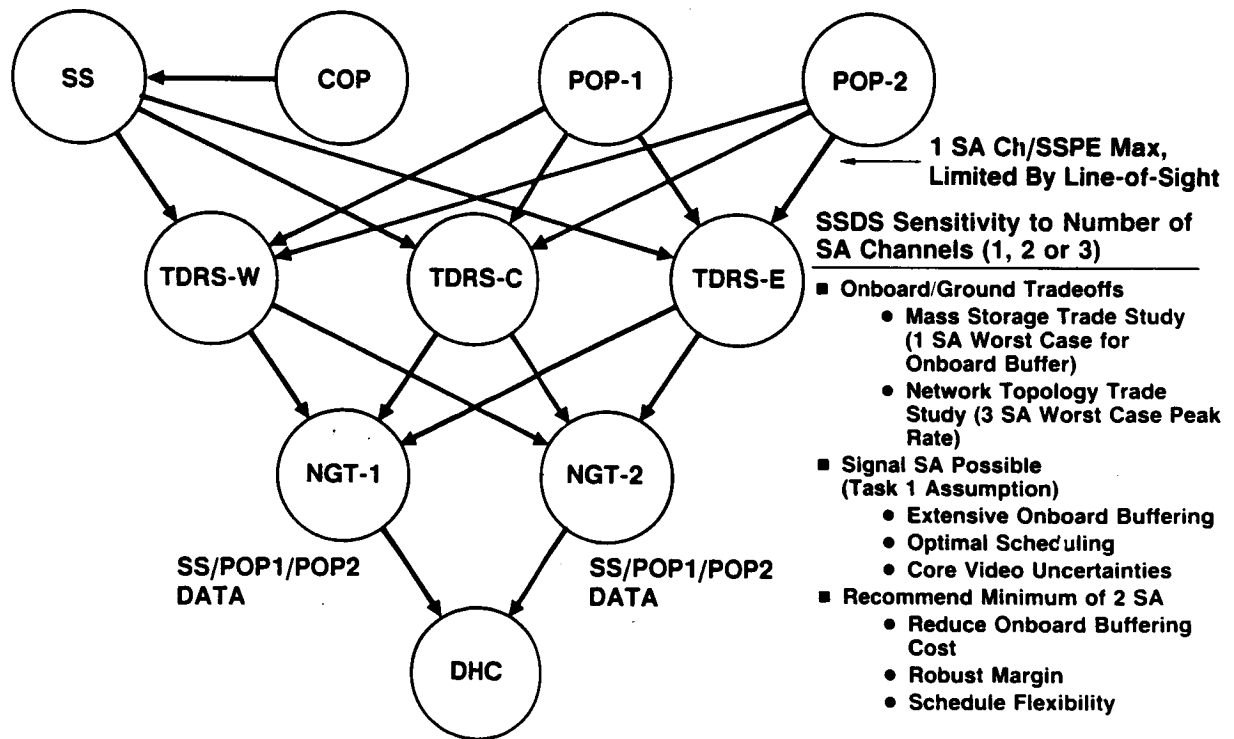 SS
COP
POP-1
POP-2
1 SA Ch/SSPE Max,
Limited By Line-of-Sight
TDRS-W
TDRS-C
TDRS-E
SSDS Sensitivity to Number of
SA Channels (1, 2 or 3)
■ Onboard/Ground Tradeoffs
● Mass Storage Trade Study
(1 SA Worst Case for
Onboard Buffer)
● Network Topology Trade
Study (3 SA Worst Case Peak
Rate)
■ Signal SA Possible
(Task 1 Assumption)
● Extensive Onboard Buffering
● Optimal Scheduling
● Core Video Uncertainties
■ Recommend Minimum of 2 SA
● Reduce Onboard Buffering
Cost
● Robust Margin
● Schedule Flexibility
NGT-1
NGT-2
SS/POP1/POP2
DATA
SS/POP1/POP2
DATA
DHC